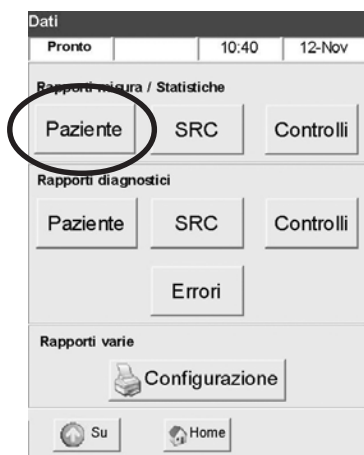 Dati
Pronto 10:40 12-Nov
Rapporti misura / Statistiche
Paziente SRC Controlli
Rapporti diagnostici
Paziente SRC Controlli
Errori
Rapporti varie
Configurazione
Su Home